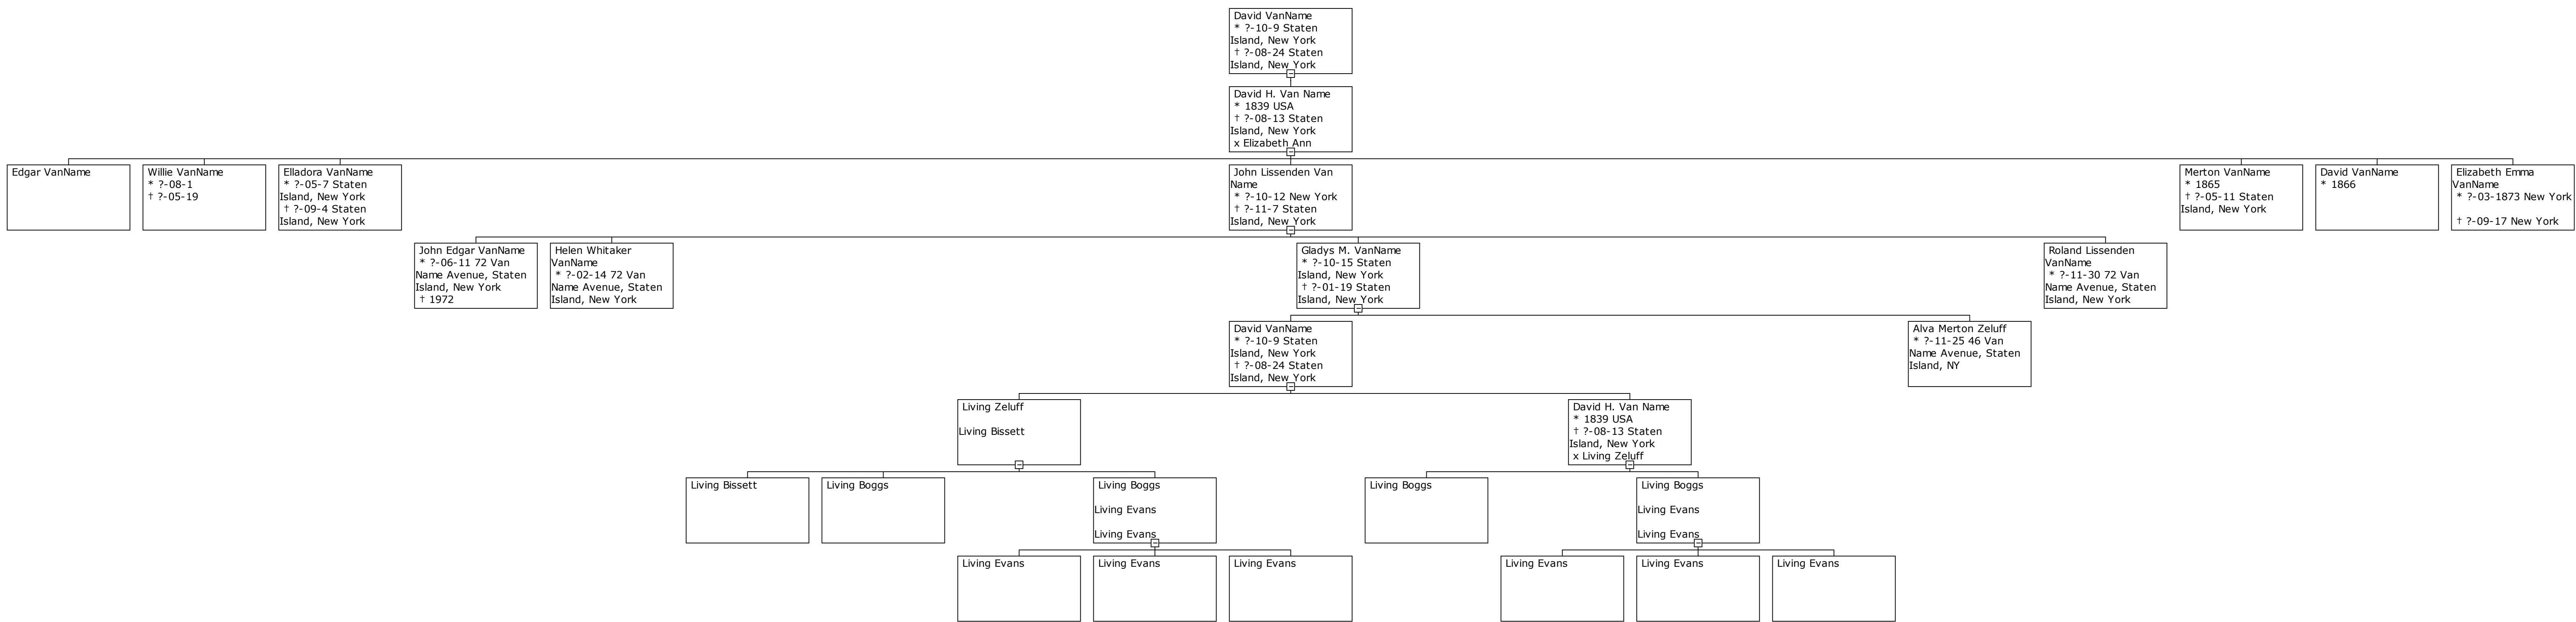 David VanName
* ?-10-9 Staten
Island, New York
† ?-08-24 Staten
Island, New York
David H. Van Name
* 1839 USA
† ?-08-13 Staten
Island, New York
x Elizabeth Ann
Edgar VanName
Willie VanName
* ?-08-1
† ?-05-19
Elladora VanName
* ?-05-7 Staten
Island, New York
† ?-09-4 Staten
Island, New York
John Lissenden Van
Name
* ?-10-12 New York
† ?-11-7 Staten
Island, New York
Merton VanName
* 1865
† ?-05-11 Staten
Island, New York
David VanName
* 1866
Elizabeth Emma
VanName
* ?-03-1873 New York
† ?-09-17 New York
John Edgar VanName
* ?-06-11 72 Van
Name Avenue, Staten
Island, New York
† 1972
Helen Whitaker
VanName
* ?-02-14 72 Van
Name Avenue, Staten
Island, New York
Gladys M. VanName
* ?-10-15 Staten
Island, New York
† ?-01-19 Staten
Island, New York
Roland Lissenden
VanName
* ?-11-30 72 Van
Name Avenue, Staten
Island, New York
David VanName
* ?-10-9 Staten
Island, New York
† ?-08-24 Staten
Island, New York
Alva Merton Zeluff
* ?-11-25 46 Van
Name Avenue, Staten
Island, NY
Living Zeluff
Living Bissett
David H. Van Name
* 1839 USA
† ?-08-13 Staten
Island, New York
x Living Zeluff
Living Bissett
Living Boggs
Living Boggs
Living Evans
Living Evans
Living Boggs
Living Boggs
Living Evans
Living Evans
Living Evans
Living Evans
Living Evans
Living Evans
Living Evans
Living Evans